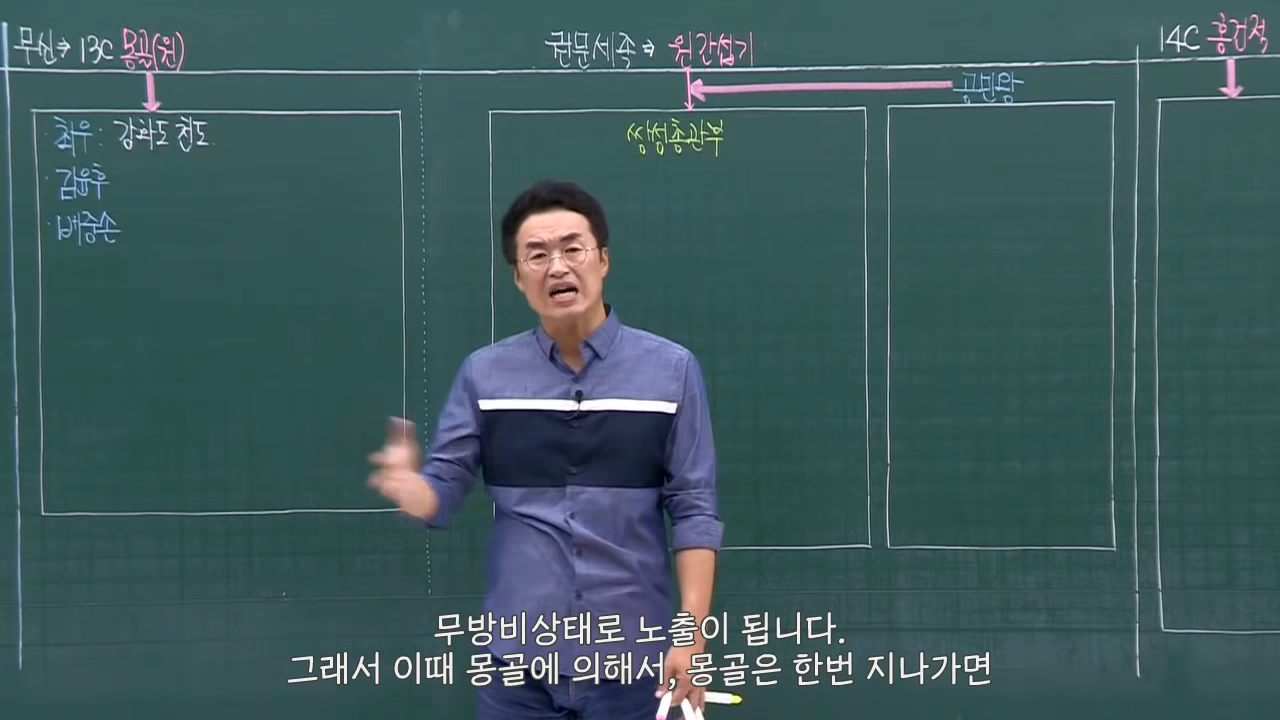 무신→ 13C 몽골(원)
권문세족→ 원간섭기
14C 홍건적
공민왕
· 최우: 강화도 천도.
· 김윤후
· 배중손
쌍성총관부
무방비상태로 노출이 됩니다.
그래서 이때 몽골에 의해서, 몽골은 한번 지나가면